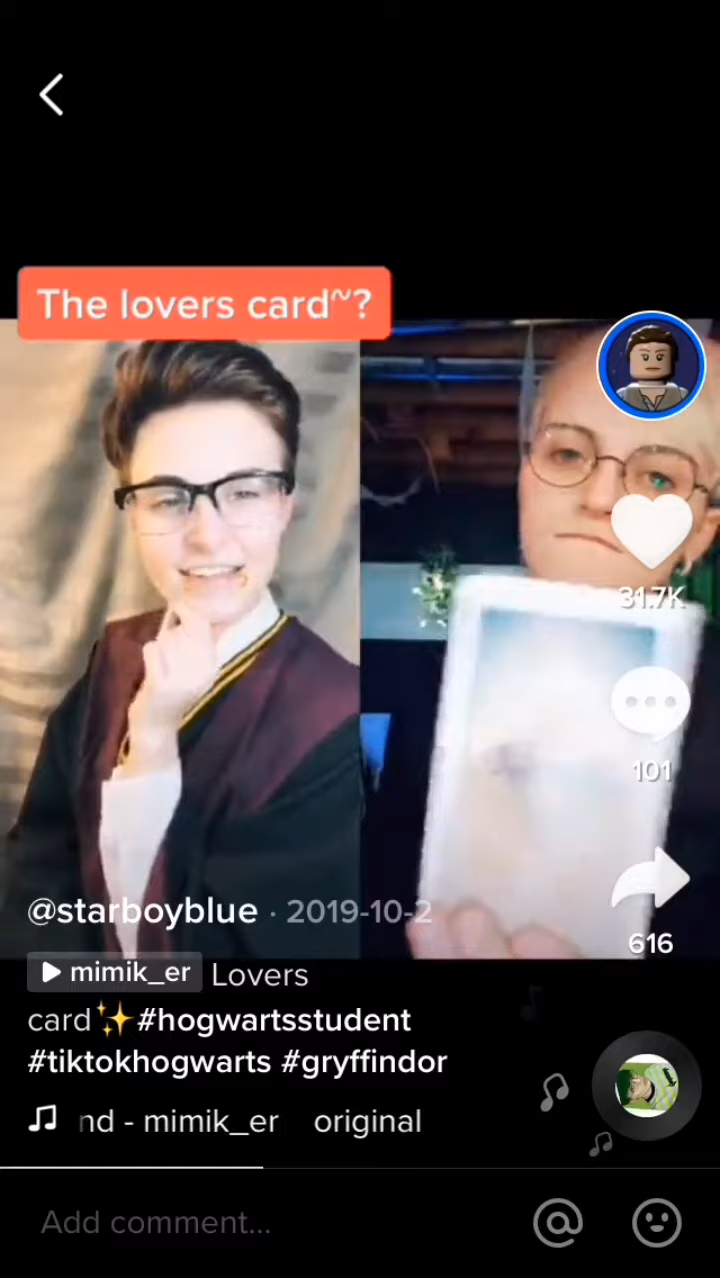 The lovers card~?
31.7K
101
@starboyblue · 2019-10-2
616
mimik_er Lovers
card✨#hogwartsstudent
#tiktokhogwarts #gryffindor
nd - mimik_er original
Add comment...